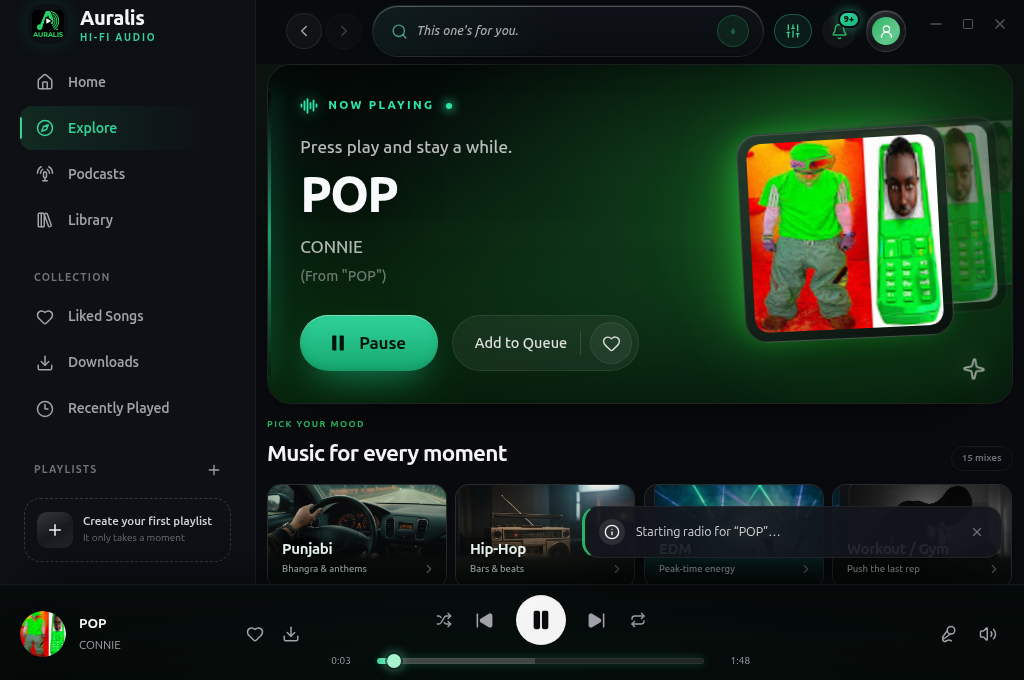 AURALIS
Auralis
HI-FI AUDIO
This one's for you.
9+
Home
Explore
Podcasts
Library
COLLECTION
Liked Songs
Downloads
Recently Played
PLAYLISTS
Create your first playlist
It only takes a moment
NOW PLAYING
Press play and stay a while.
POP
CONNIE
(From "POP")
Pause
Add to Queue
PICK YOUR MOOD
Music for every moment
15 mixes
Punjabi
Bhangra & anthems
Hip-Hop
Bars & beats
EDM
Peak-time energy
Workout / Gym
Push the last rep
Starting radio for “POP”…
POP
CONNIE
0:03
1:48